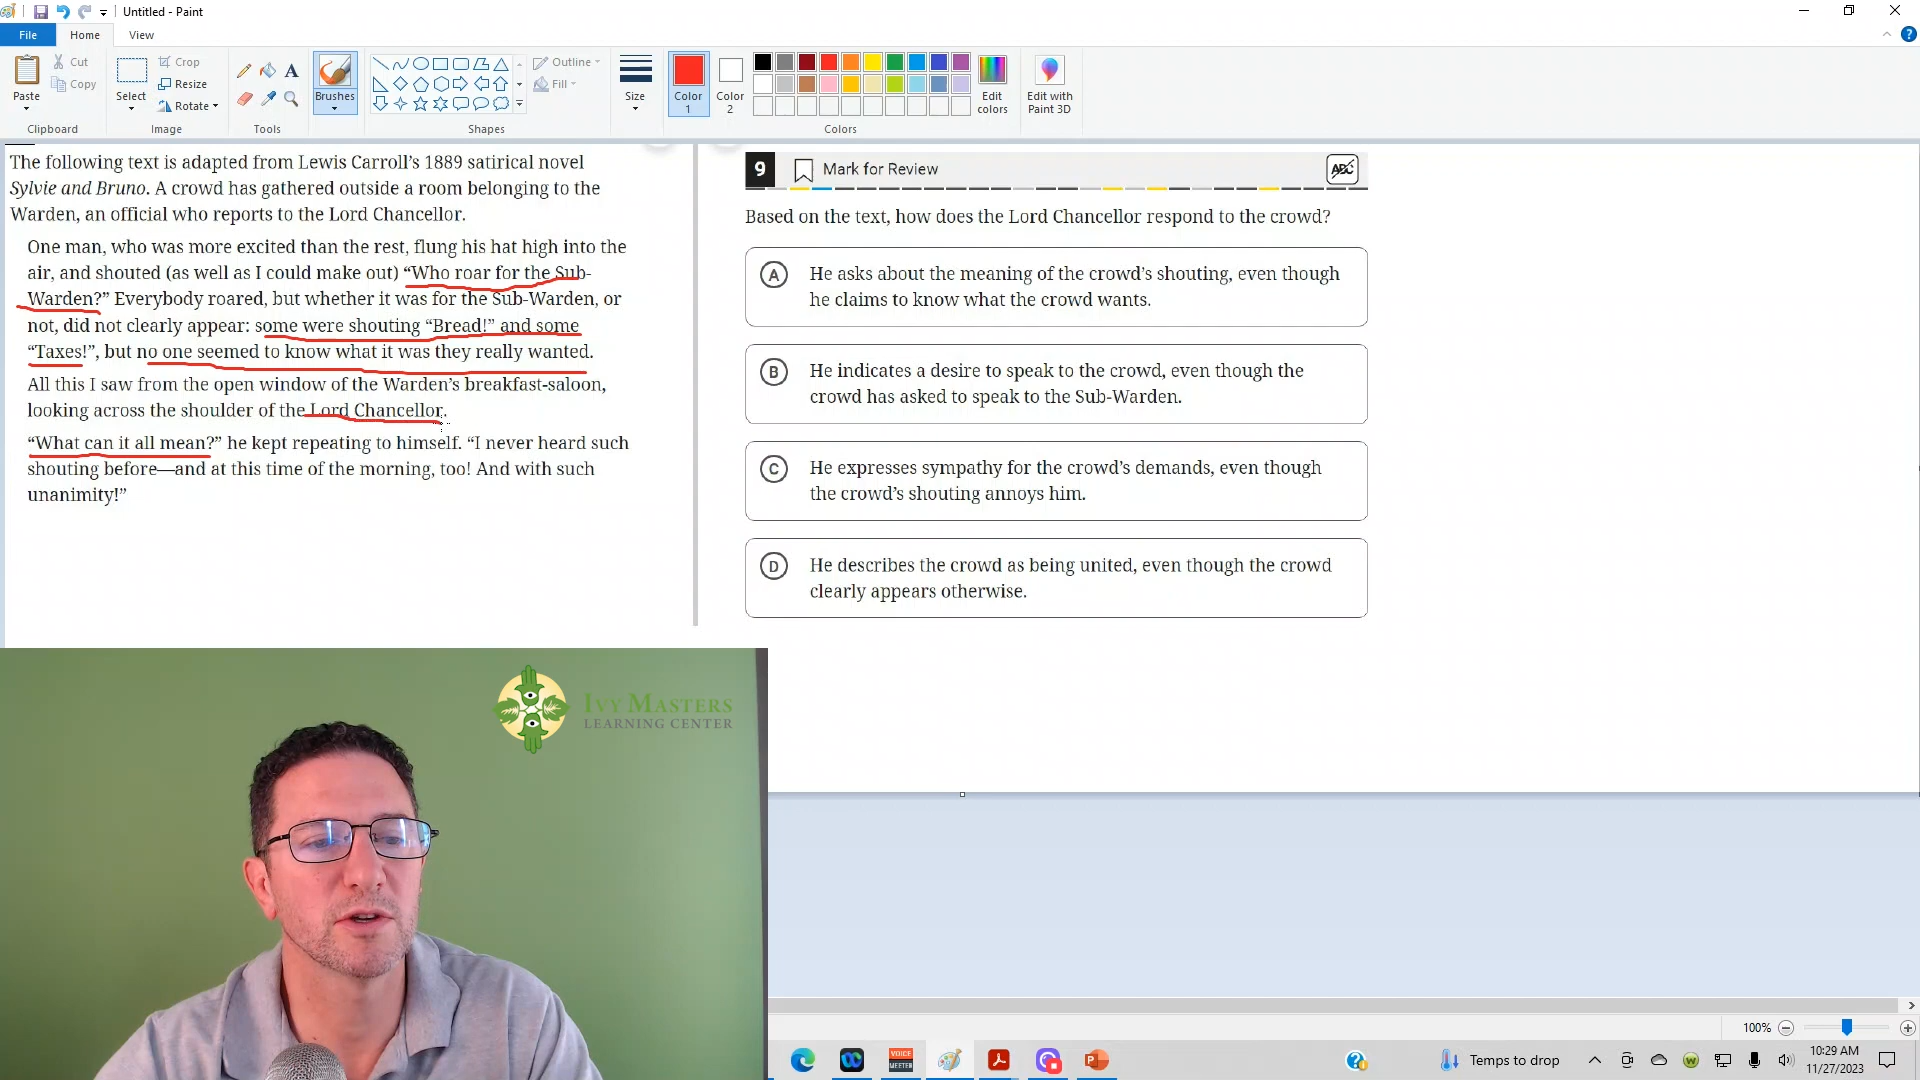 Untitled - Paint
File
Home
View
Paste
Cut
Copy
Clipboard
Select
Crop
Resize
Rotate
Image
A
Tools
Brushes
Outline
Fill
Shapes
Size
Color
1
Color
2
Edit
colors
Colors
Edit with
Paint 3D
?
The following text is adapted from Lewis Carroll’s 1889 satirical novel
Sylvie and Bruno. A crowd has gathered outside a room belonging to the
Warden, an official who reports to the Lord Chancellor.
One man, who was more excited than the rest, flung his hat high into the
air, and shouted (as well as I could make out) “Who roar for the Sub-
Warden?” Everybody roared, but whether it was for the Sub-Warden, or
not, did not clearly appear: some were shouting “Bread!” and some
“Taxes!”, but no one seemed to know what it was they really wanted.
All this I saw from the open window of the Warden’s breakfast-saloon,
looking across the shoulder of the Lord Chancellor.
“What can it all mean?” he kept repeating to himself. “I never heard such
shouting before—and at this time of the morning, too! And with such
unanimity!”
9
Mark for Review
ABC
Based on the text, how does the Lord Chancellor respond to the crowd?
A
He asks about the meaning of the crowd’s shouting, even though
he claims to know what the crowd wants.
B
He indicates a desire to speak to the crowd, even though the
crowd has asked to speak to the Sub-Warden.
C
He expresses sympathy for the crowd’s demands, even though
the crowd’s shouting annoys him.
D
He describes the crowd as being united, even though the crowd
clearly appears otherwise.
IVY MASTERS
LEARNING CENTER
100%
VOICE
MEETER
Temps to drop
10:29 AM
11/27/2023